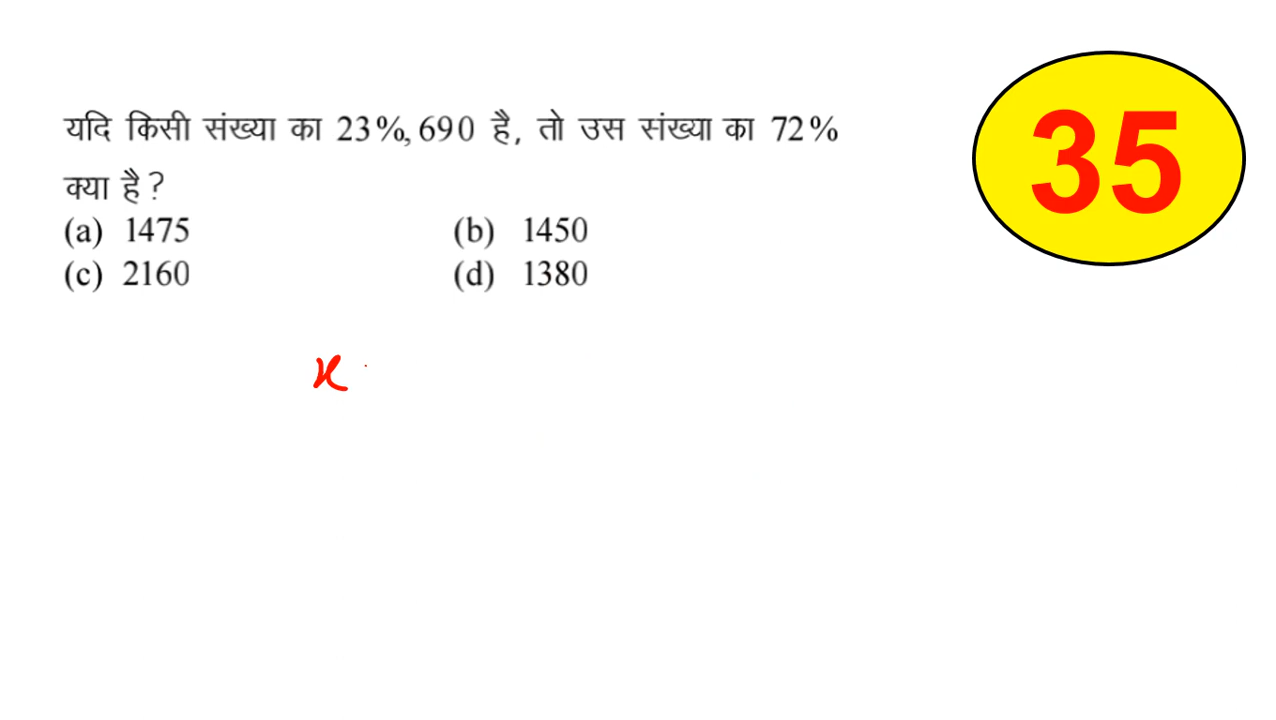 यदि किसी संख्या का 23%, 690 है, तो उस संख्या का 72%
क्या है?
(a) 1475 (b) 1450
(c) 2160 (d) 1380
35
x